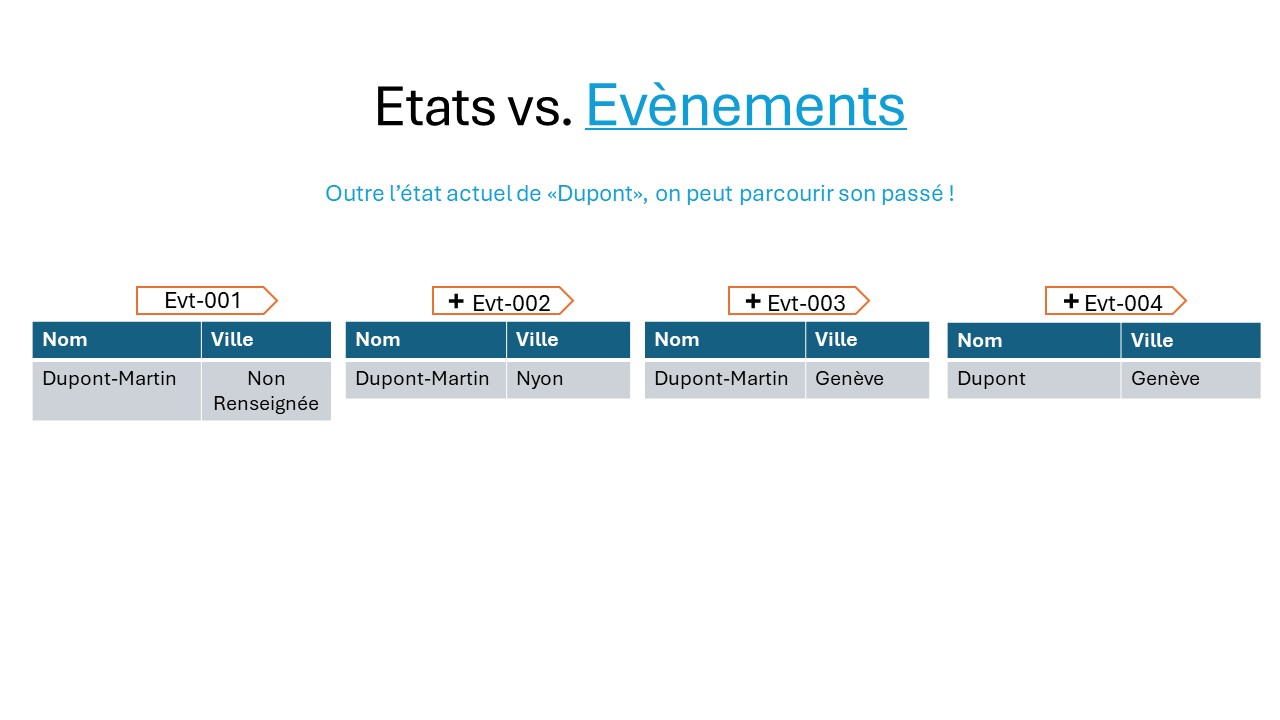 Etats vs. Evènements
Outre l’état actuel de «Dupont», on peut parcourir son passé !
Evt-001
+ Evt-002
+ Evt-003
+ Evt-004
Nom Ville
Dupont-Martin Non
Renseignée
Nom Ville
Dupont-Martin Nyon
Nom Ville
Dupont-Martin Genève
Nom Ville
Dupont Genève